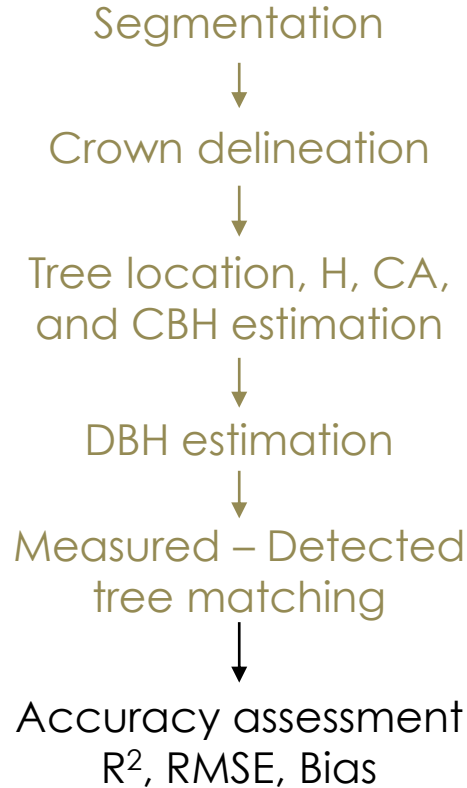 Segmentation
Crown delineation
Tree location, H, CA,
and CBH estimation
DBH estimation
Measured – Detected
tree matching
Accuracy assessment
R², RMSE, Bias